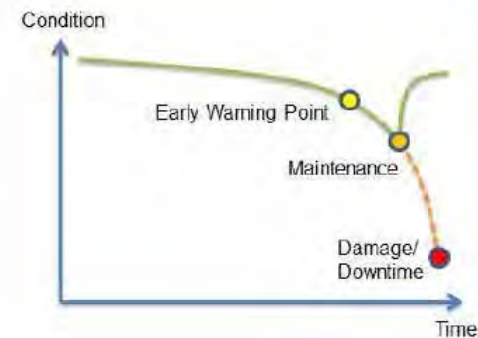 Condition
Early Warning Point
Maintenance
Damage/
Downtime
Time